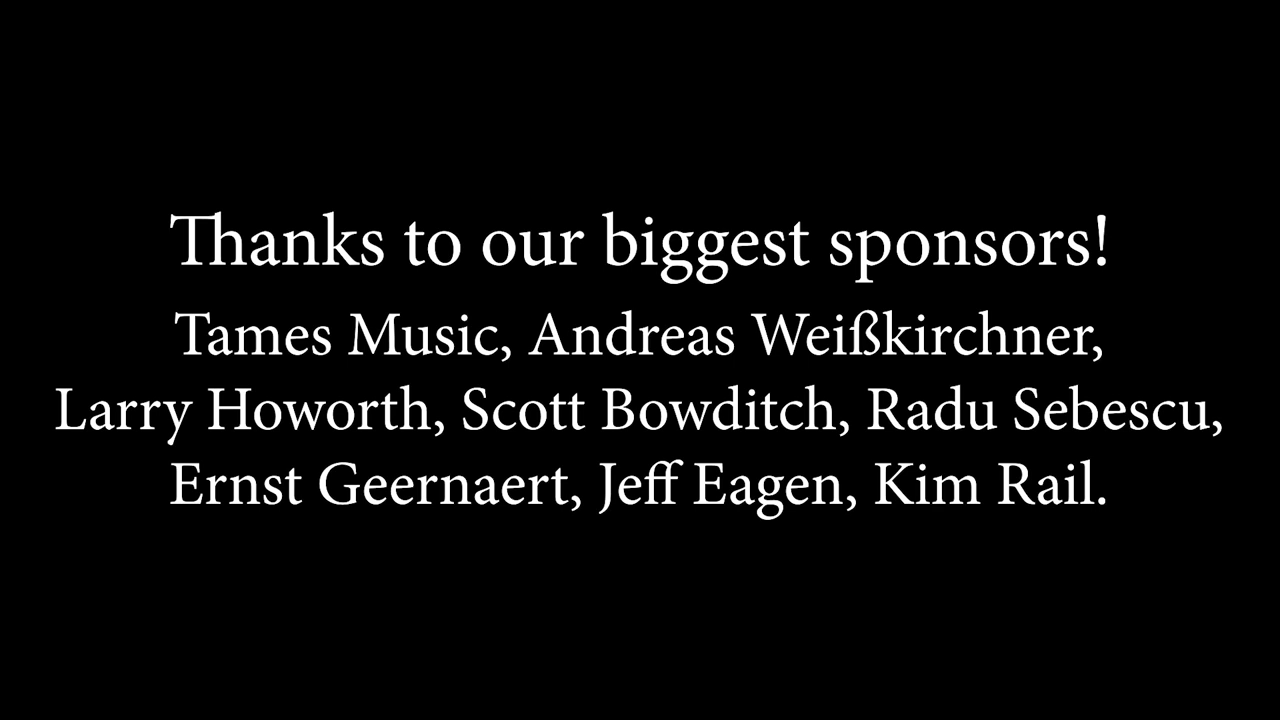 Thanks to our biggest sponsors!
Tames Music, Andreas Weißkirchner,
Larry Howorth, Scott Bowditch, Radu Sebescu,
Ernst Geernaert, Jeff Eagen, Kim Rail.